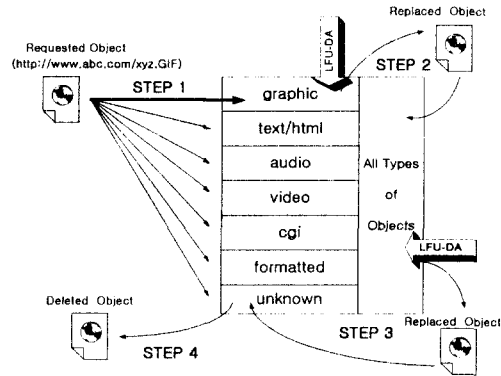 Replaced Object
LFU-DA
Requested Object
(http://www.abc.com/xyz.GIF)
STEP 1
STEP 2
graphic
text/html
audio
video
cgi
formatted
unknown
All Types
of
Objects
LFU-DA
Deleted Object
STEP 4
STEP 3
Replaced Object